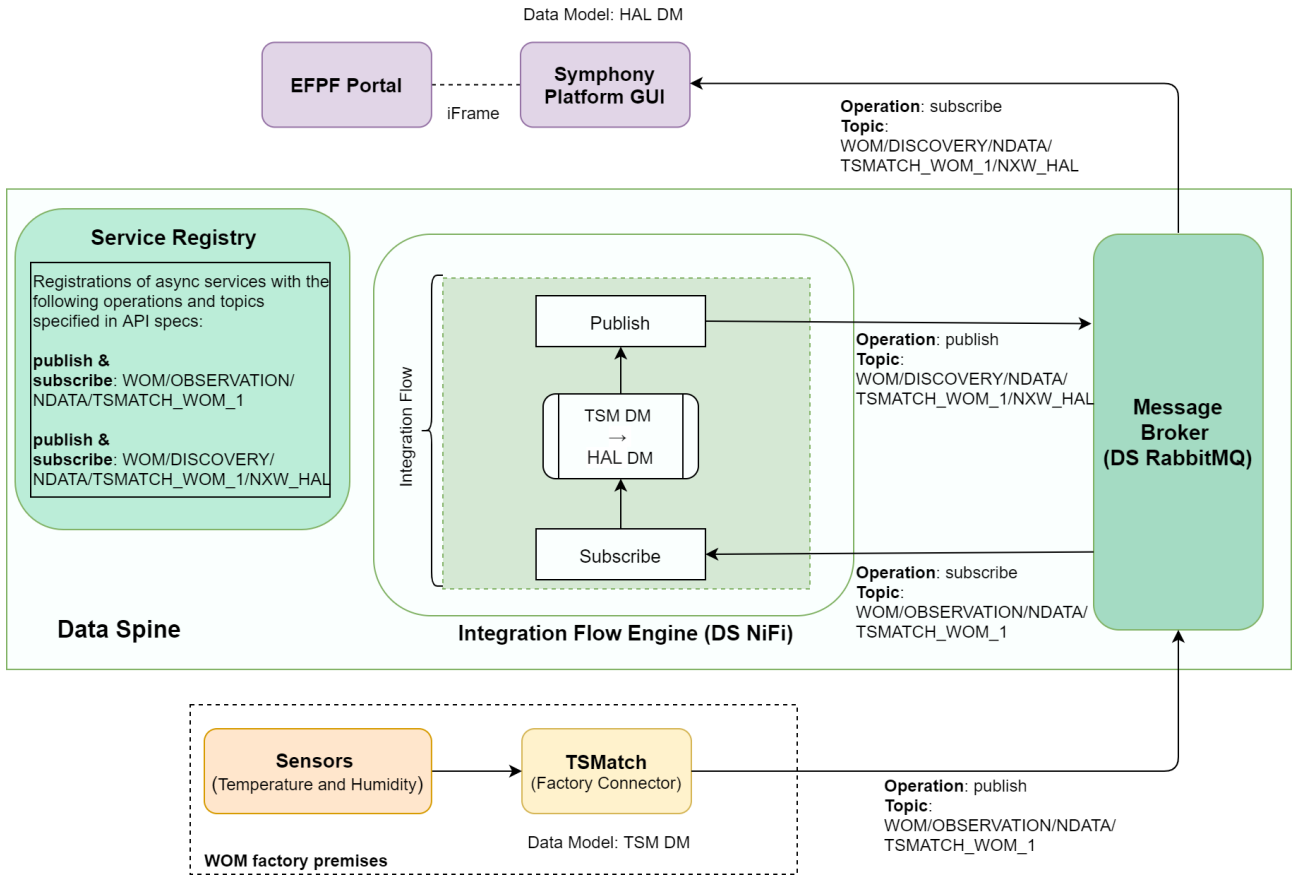 Data Model: HAL DM
EFPF Portal
iFrame
Symphony
Platform GUI
Operation: subscribe
Topic:
WOM/DISCOVERY/NDATA/
TSMATCH_WOM_1/NXW_HAL
Service Registry
Registrations of async services with the
following operations and topics
specified in API specs:
publish &
subscribe: WOM/OBSERVATION/
NDATA/TSMATCH_WOM_1
publish &
subscribe: WOM/DISCOVERY/
NDATA/TSMATCH_WOM_1/NXW_HAL
Data Spine
Integration Flow
Publish
TSM DM
→
HAL DM
Subscribe
Integration Flow Engine (DS NiFi)
Operation: publish
Topic:
WOM/DISCOVERY/NDATA/
TSMATCH_WOM_1/NXW_HAL
Operation: subscribe
Topic:
WOM/OBSERVATION/NDATA/
TSMATCH_WOM_1
Message
Broker
(DS RabbitMQ)
Sensors
(Temperature and Humidity)
TSMatch
(Factory Connector)
Data Model: TSM DM
WOM factory premises
Operation: publish
Topic:
WOM/OBSERVATION/NDATA/
TSMATCH_WOM_1